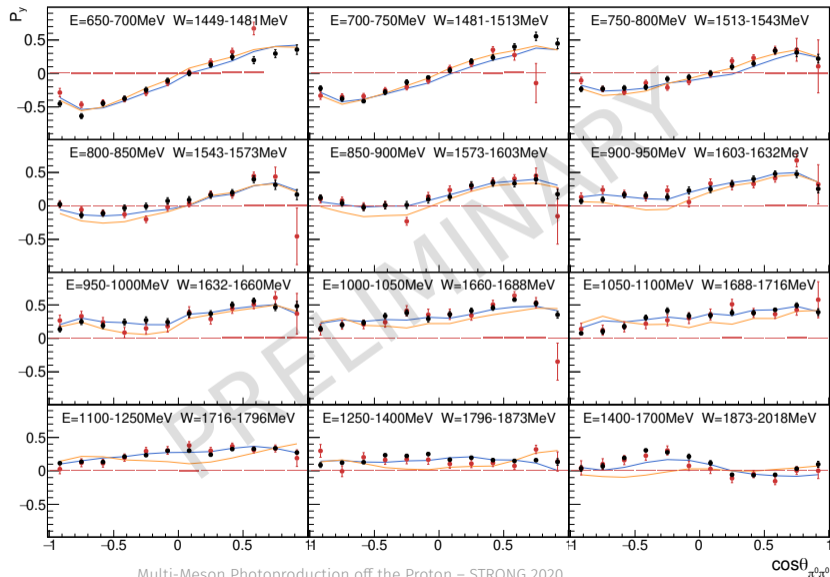 P_y
E=650-700MeV W=1449-1481MeV
E=700-750MeV W=1481-1513MeV
E=750-800MeV W=1513-1543MeV
0.5
0
−0.5
E=800-850MeV W=1543-1573MeV
E=850-900MeV W=1573-1603MeV
E=900-950MeV W=1603-1632MeV
0.5
0
−0.5
E=950-1000MeV W=1632-1660MeV
E=1000-1050MeV W=1660-1688MeV
E=1050-1100MeV W=1688-1716MeV
0.5
0
−0.5
E=1100-1250MeV W=1716-1796MeV
E=1250-1400MeV W=1796-1873MeV
E=1400-1700MeV W=1873-2018MeV
0.5
0
−0.5
PRELIMINARY
−1 −0.5 0 0.5 −1 −0.5 0 0.5 −1 −0.5 0 0.5 1
cosθ_π⁰π⁰
Multi-Meson Photoproduction off the Proton – STRONG 2020